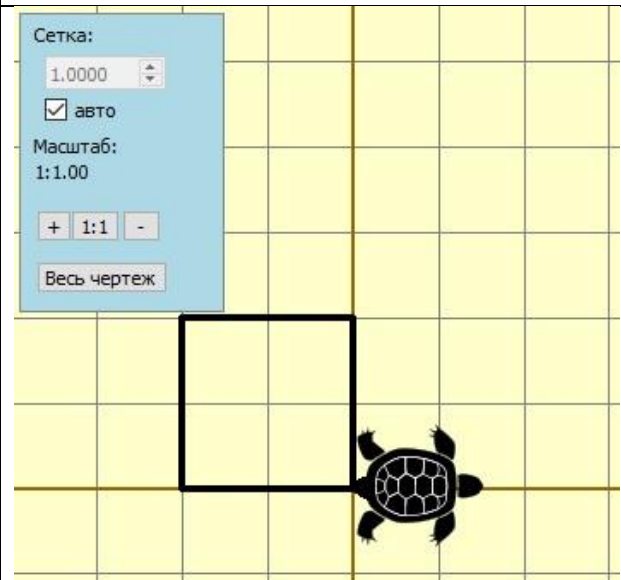 Сетка:
1.0000
авто
Масштаб:
1:1.00
+ 1:1 -
Весь чертеж